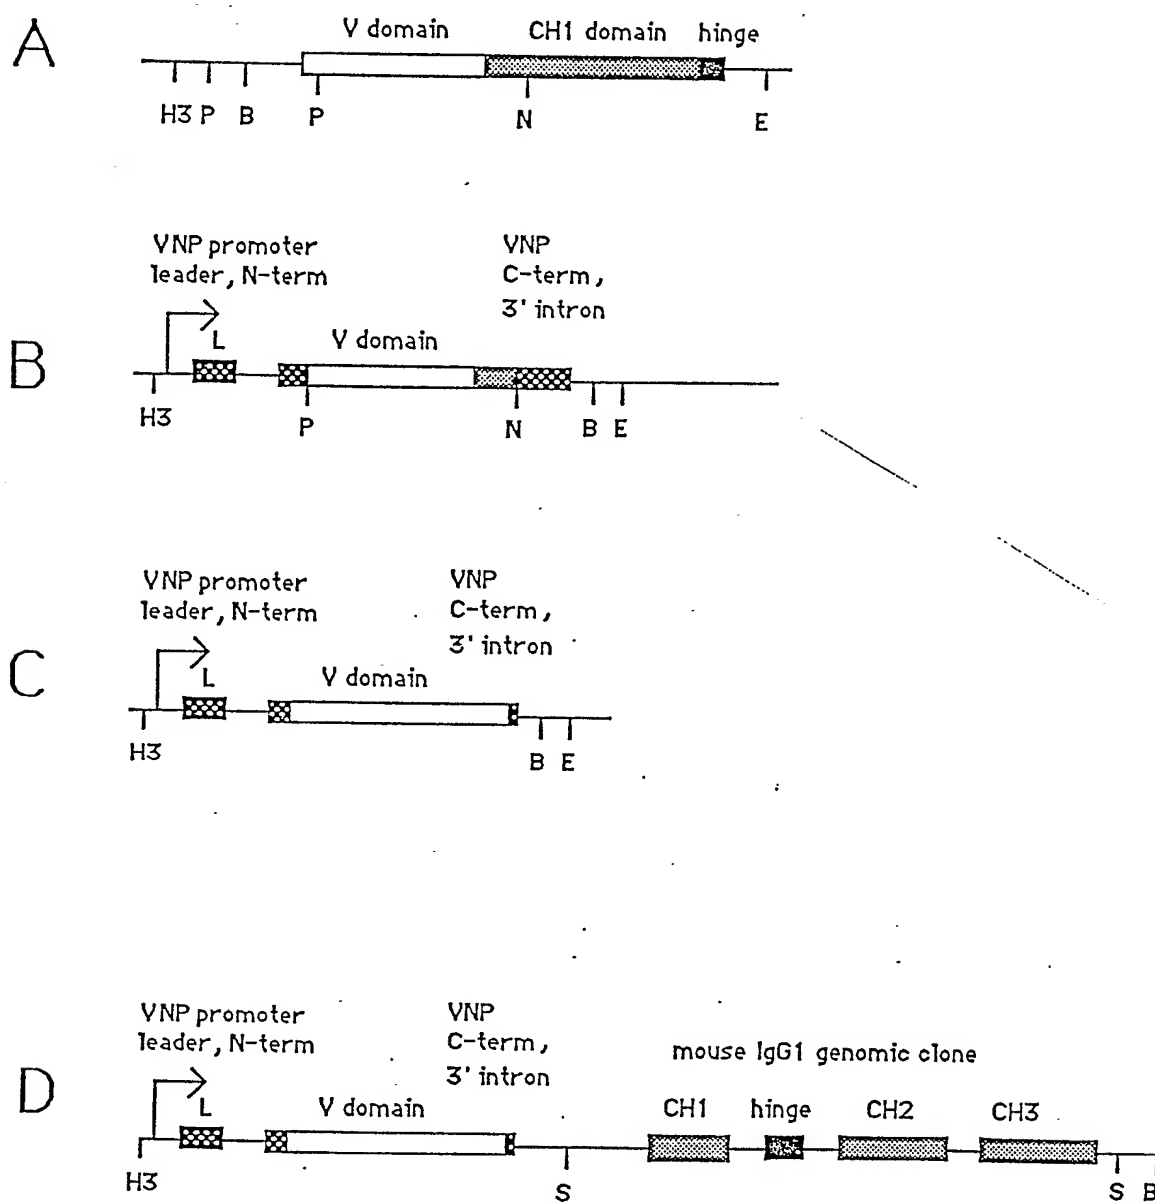 A
V domain CH1 domain hinge
H3 P B P N E
B
VNP promoter
leader, N-term
VNP
C-term,
3' intron
L V domain
H3 P N B E
C
VNP promoter
leader, N-term
VNP
C-term,
3' intron
L V domain
H3 B E
D
VNP promoter
leader, N-term
VNP
C-term,
3' intron
mouse IgG1 genomic clone
L V domain CH1 hinge CH2 CH3
H3 S S B